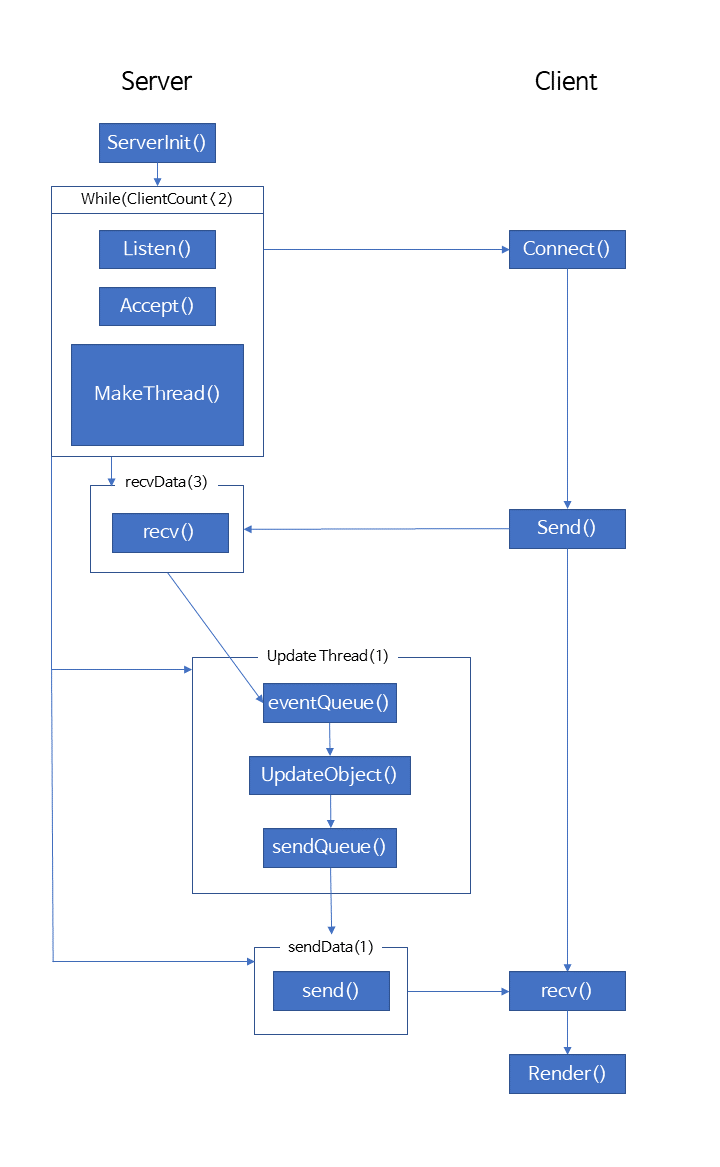 Server
Client
ServerInit()
While(ClientCount<2)
Listen()
Connect()
Accept()
MakeThread()
recvData(3)
recv()
Send()
Update Thread(1)
eventQueue()
UpdateObject()
sendQueue()
sendData(1)
send()
recv()
Render()